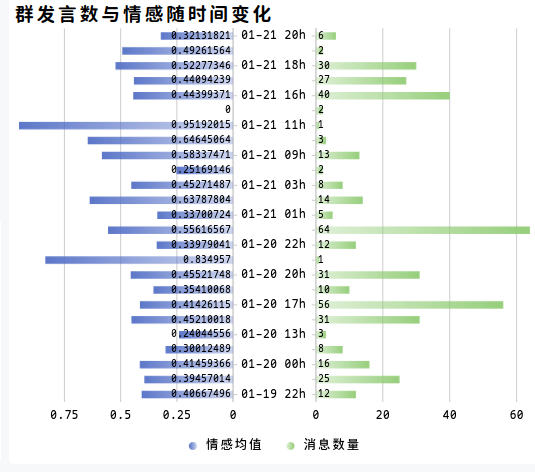 群发言数与情感随时间变化
0.32131821 01-21 20h 6
0.49261564 2
0.52277346 01-21 18h 30
0.44094239 27
0.44399371 01-21 16h 40
0 2
0.95192015 01-21 11h 1
0.64645064 3
0.58337471 01-21 09h 13
0.25169146 2
0.45271487 01-21 03h 8
0.63787804 14
0.33700724 01-21 01h 5
0.55616567 64
0.33979041 01-20 22h 12
0.834957 1
0.45521748 01-20 20h 31
0.35410068 10
0.41426115 01-20 17h 56
0.45210018 31
0.24044556 01-20 13h 3
0.30012489 8
0.41459366 01-20 00h 16
0.39457014 25
0.40667496 01-19 22h 12
0.75 0.5 0.25 0 0 20 40 60
情感均值 消息数量